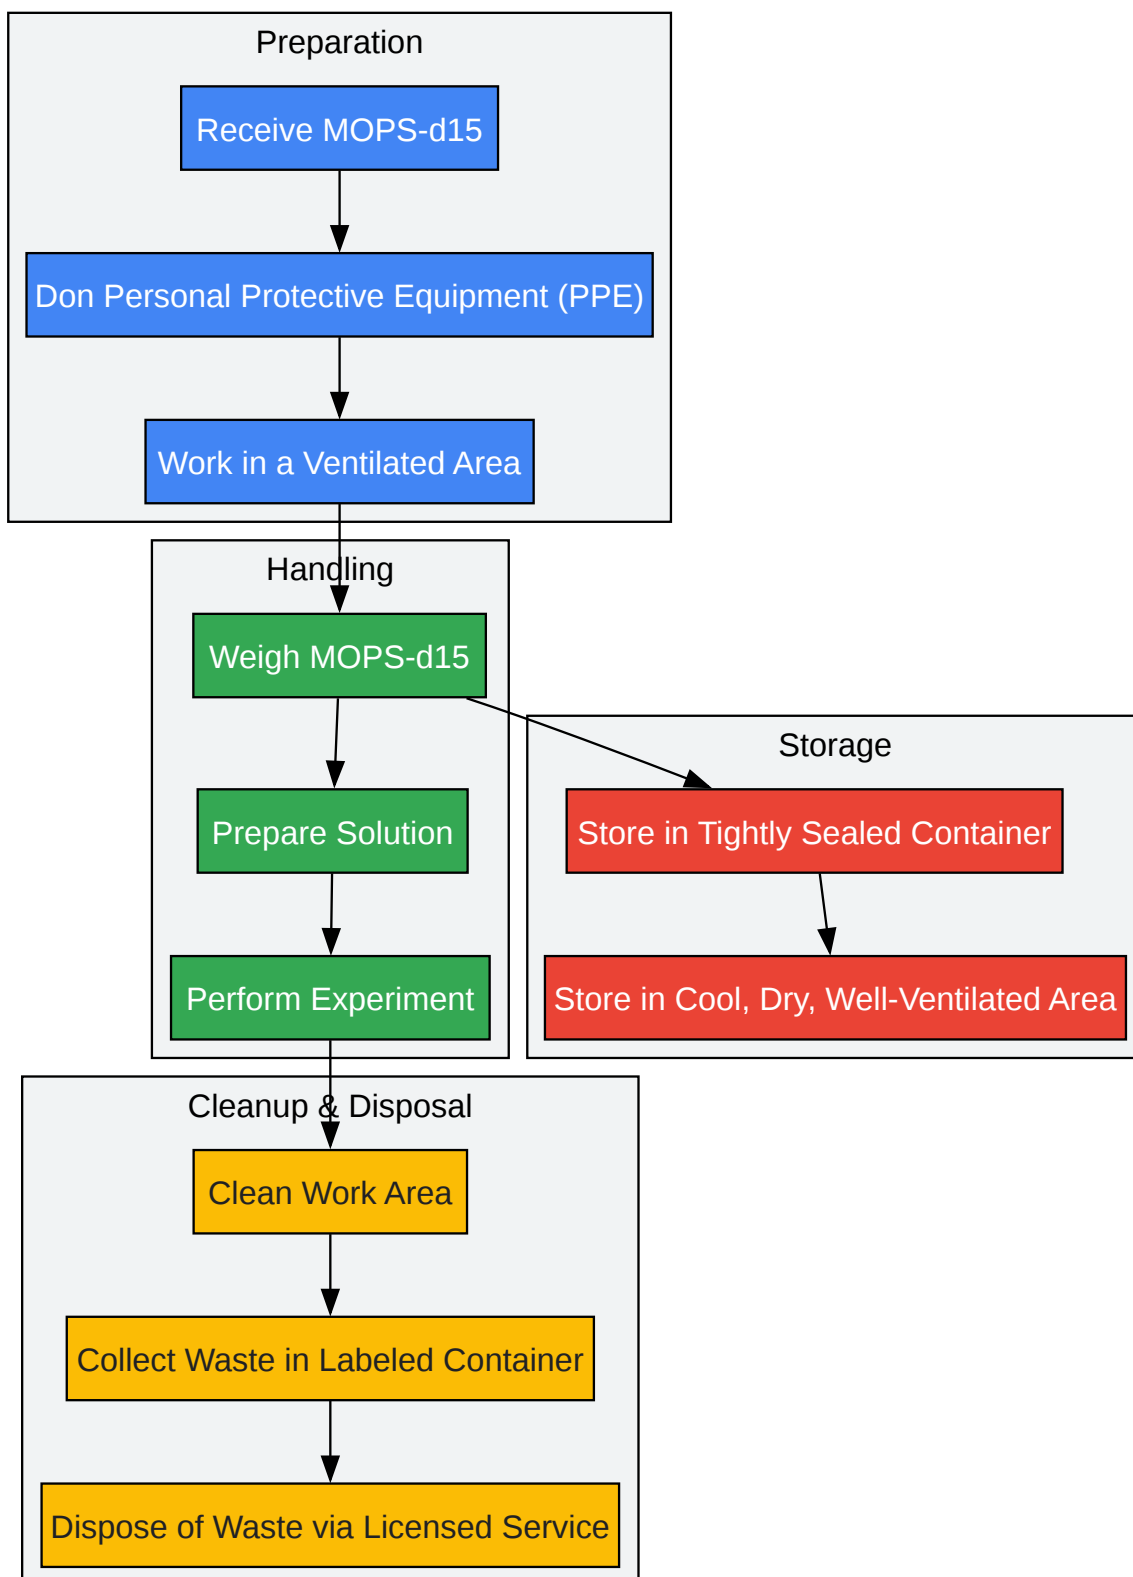 Preparation
Receive MOPS-d15
Don Personal Protective Equipment (PPE)
Work in a Ventilated Area
Handling
Weigh MOPS-d15
Storage
Prepare Solution
Store in Tightly Sealed Container
Perform Experiment
Store in Cool, Dry, Well-Ventilated Area
Cleanup & Disposal
Clean Work Area
Collect Waste in Labeled Container
Dispose of Waste via Licensed Service